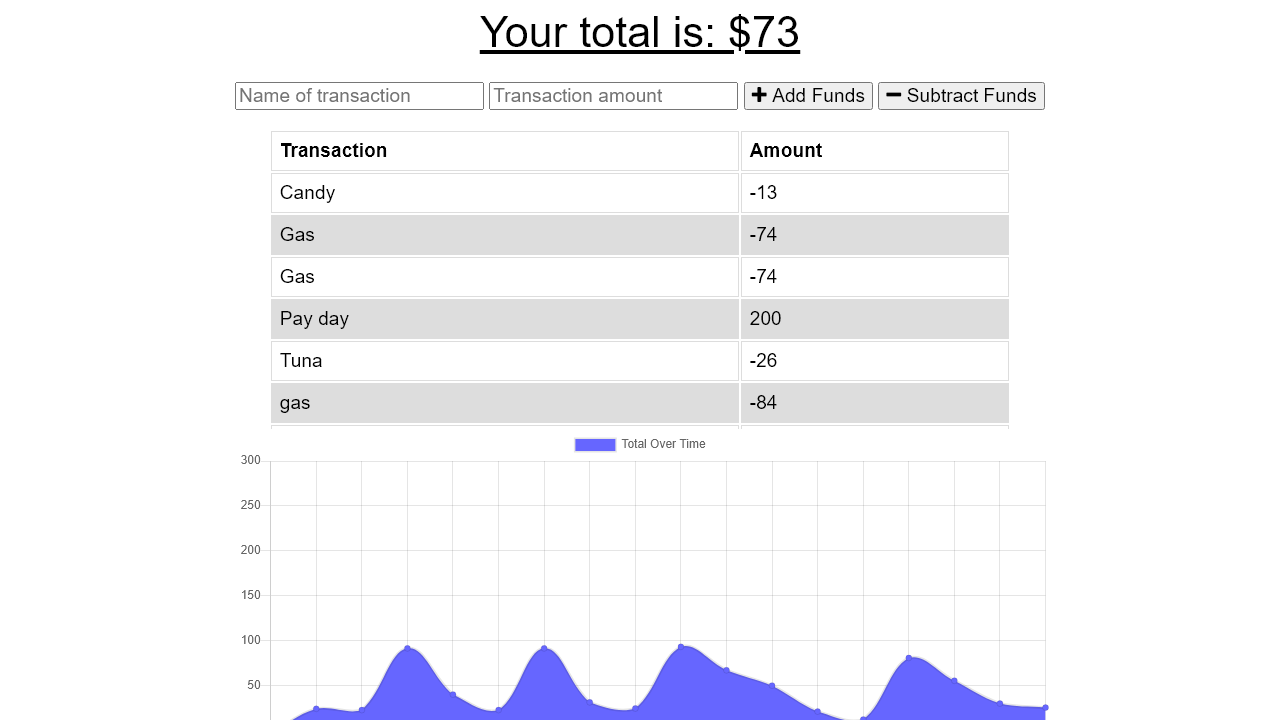 Your total is: $73
Name of transaction Transaction amount Add Funds Subtract Funds
Transaction Amount
Candy -13
Gas -74
Gas -74
Pay day 200
Tuna -26
gas -84
Total Over Time
300
250
200
150
100
50